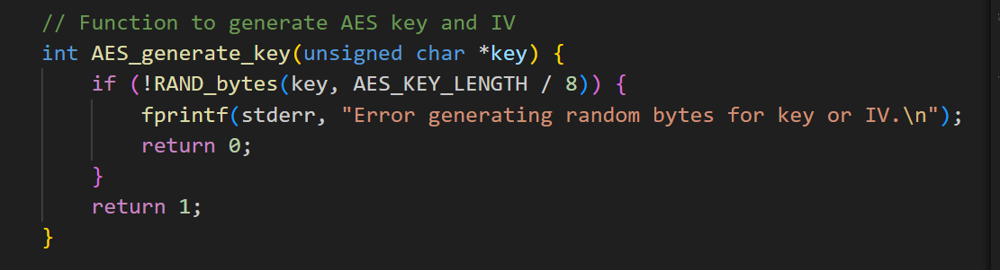 // Function to generate AES key and IV
int AES_generate_key(unsigned char *key) {
    if (!RAND_bytes(key, AES_KEY_LENGTH / 8)) {
        fprintf(stderr, "Error generating random bytes for key or IV.\n");
        return 0;
    }
    return 1;
}